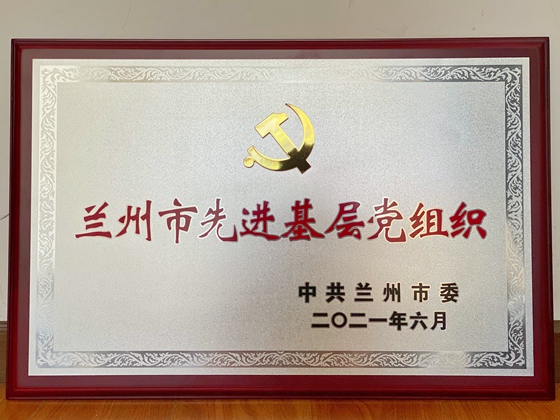 兰州市先进基层党组织
中共兰州市委
二〇二一年六月